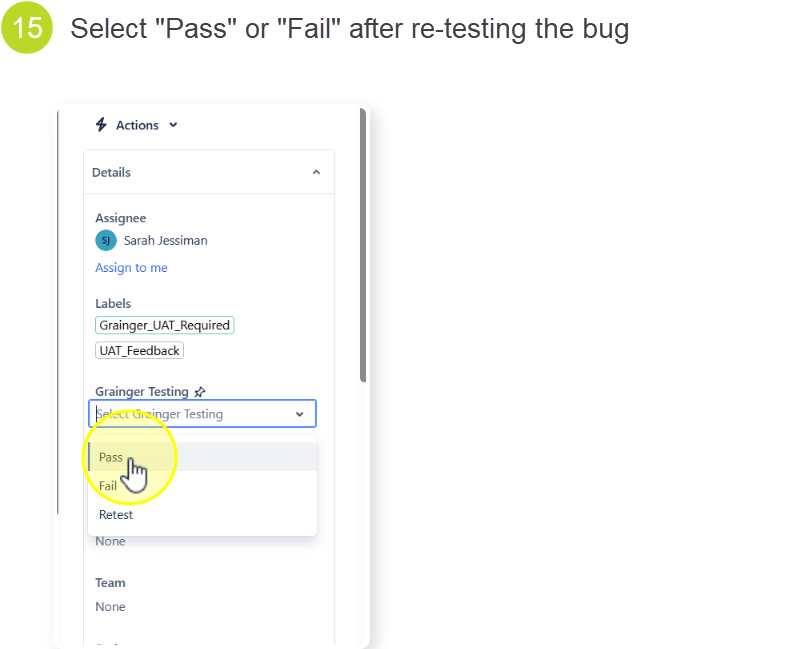 15 Select "Pass" or "Fail" after re-testing the bug
Actions
Details
Assignee
SJ Sarah Jessiman
Assign to me
Labels
Grainger_UAT_Required
UAT_Feedback
Grainger Testing
Select Grainger Testing
Pass
Fail
Retest
None
Team
None